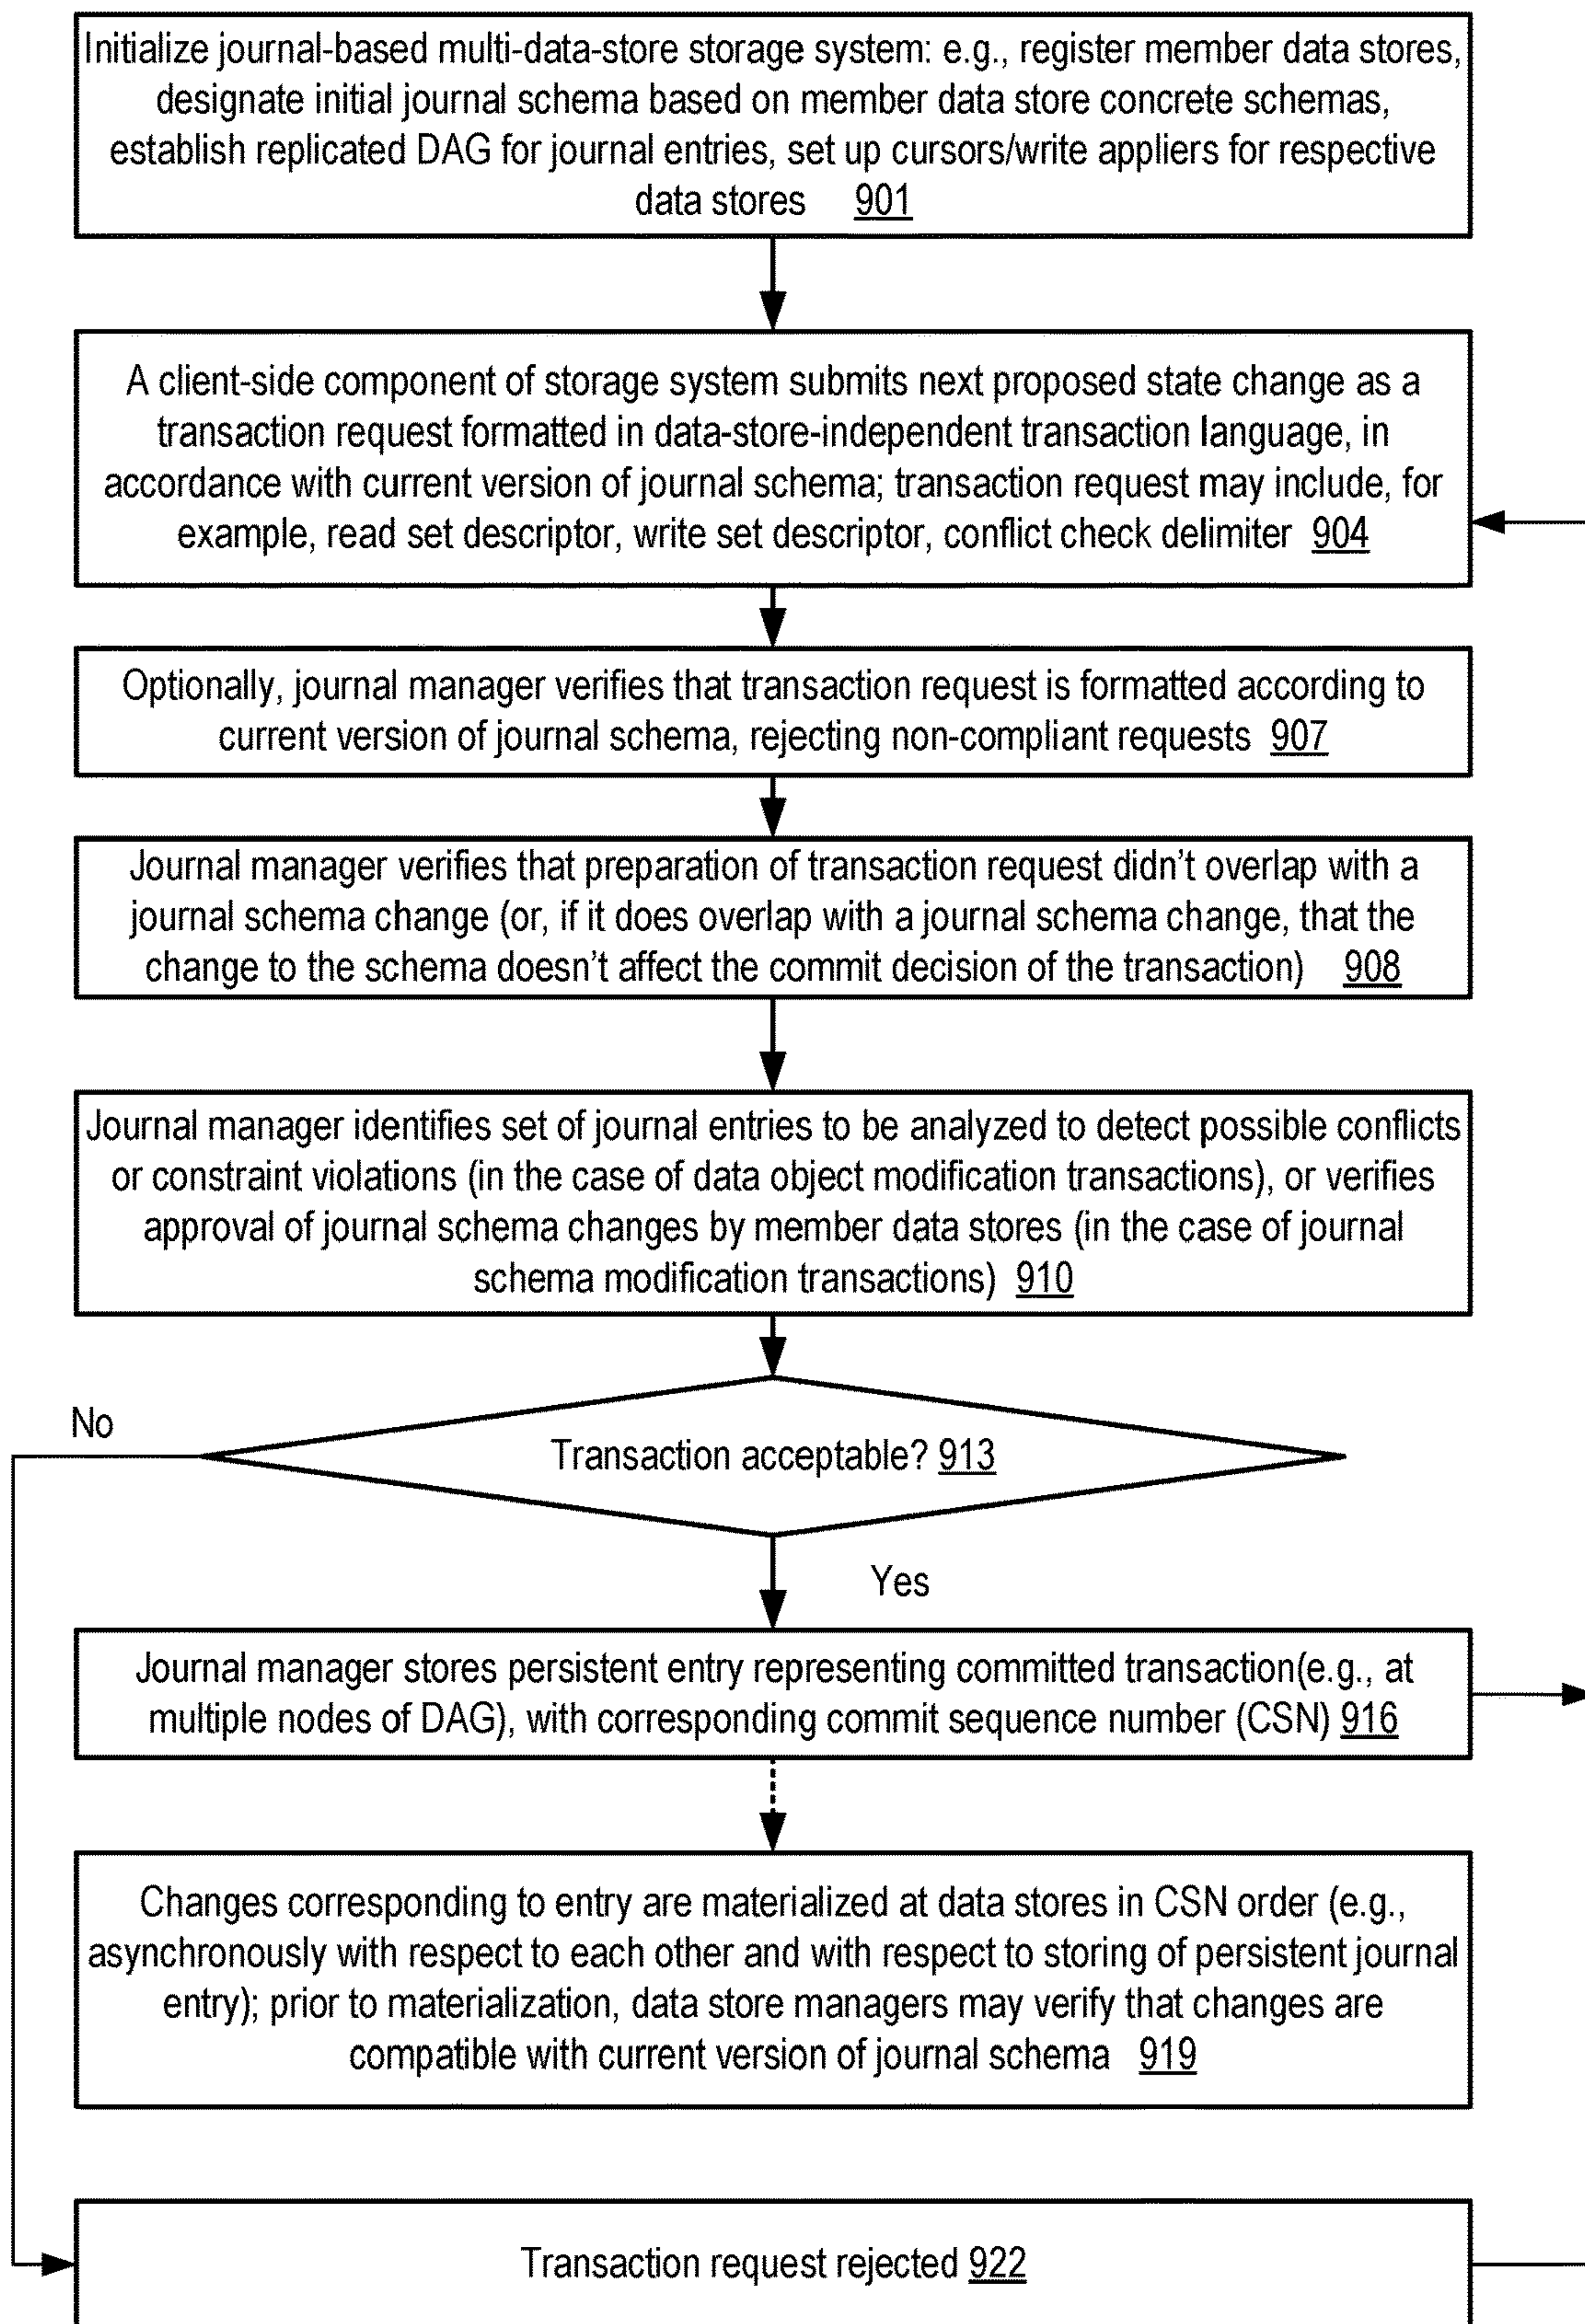 Initialize journal-based multi-data-store storage system: e.g., register member data stores,
designate initial journal schema based on member data store concrete schemas,
establish replicated DAG for journal entries, set up cursors/write appliers for respective
data stores 901
A client-side component of storage system submits next proposed state change as a
transaction request formatted in data-store-independent transaction language, in
accordance with current version of journal schema; transaction request may include, for
example, read set descriptor, write set descriptor, conflict check delimiter 904
Optionally, journal manager verifies that transaction request is formatted according to
current version of journal schema, rejecting non-compliant requests 907
Journal manager verifies that preparation of transaction request didn't overlap with a
journal schema change (or, if it does overlap with a journal schema change, that the
change to the schema doesn't affect the commit decision of the transaction) 908
Journal manager identifies set of journal entries to be analyzed to detect possible conflicts
or constraint violations (in the case of data object modification transactions), or verifies
approval of journal schema changes by member data stores (in the case of journal
schema modification transactions) 910
No
Transaction acceptable? 913
Yes
Journal manager stores persistent entry representing committed transaction(e.g., at
multiple nodes of DAG), with corresponding commit sequence number (CSN) 916
Changes corresponding to entry are materialized at data stores in CSN order (e.g.,
asynchronously with respect to each other and with respect to storing of persistent journal
entry); prior to materialization, data store managers may verify that changes are
compatible with current version of journal schema 919
Transaction request rejected 922